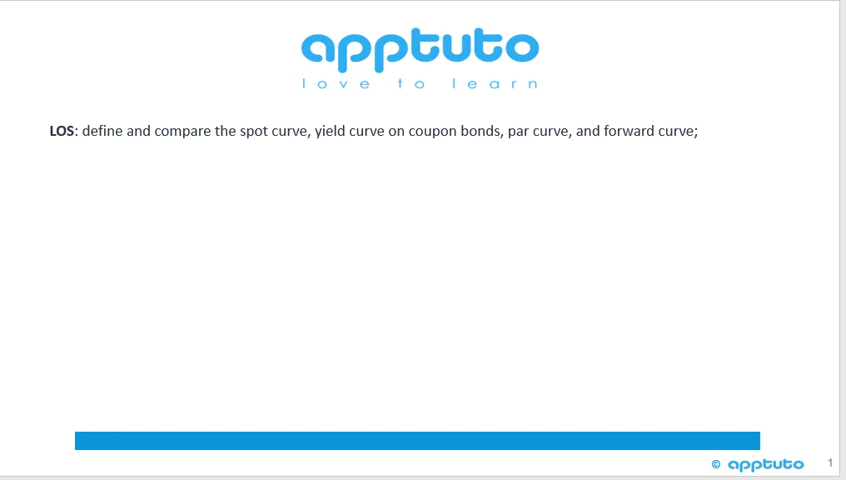 apptuto
love to learn
LOS: define and compare the spot curve, yield curve on coupon bonds, par curve, and forward curve;
© apptuto 1